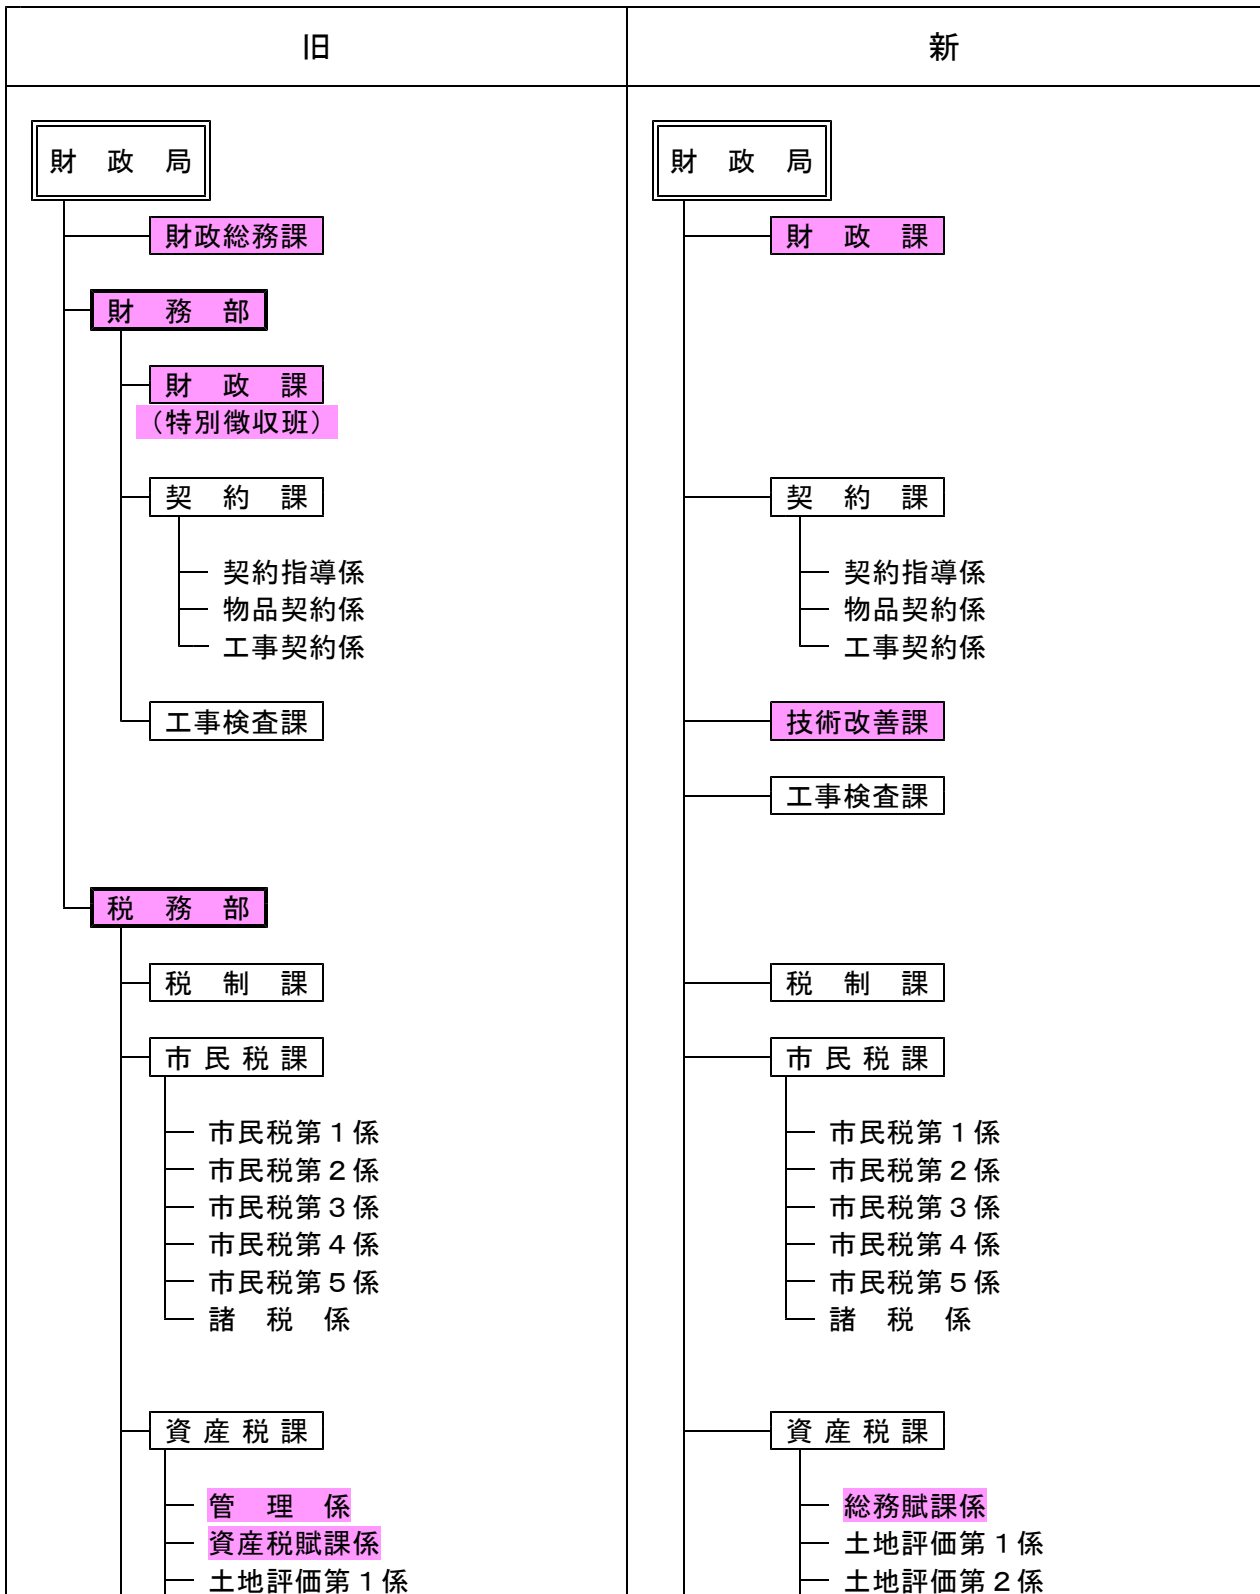 旧
新
財　政　局
財政総務課
財　務　部
財　政　課
（特別徴収班）
契　約　課
契約指導係
物品契約係
工事契約係
工事検査課
税　務　部
税　制　課
市 民 税 課
市民税第１係
市民税第２係
市民税第３係
市民税第４係
市民税第５係
諸　税　係
資 産 税 課
管　理　係
資産税賦課係
土地評価第１係
財　政　局
財　政　課
契　約　課
契約指導係
物品契約係
工事契約係
技術改善課
工事検査課
税　制　課
市 民 税 課
市民税第１係
市民税第２係
市民税第３係
市民税第４係
市民税第５係
諸　税　係
資 産 税 課
総務賦課係
土地評価第１係
土地評価第２係